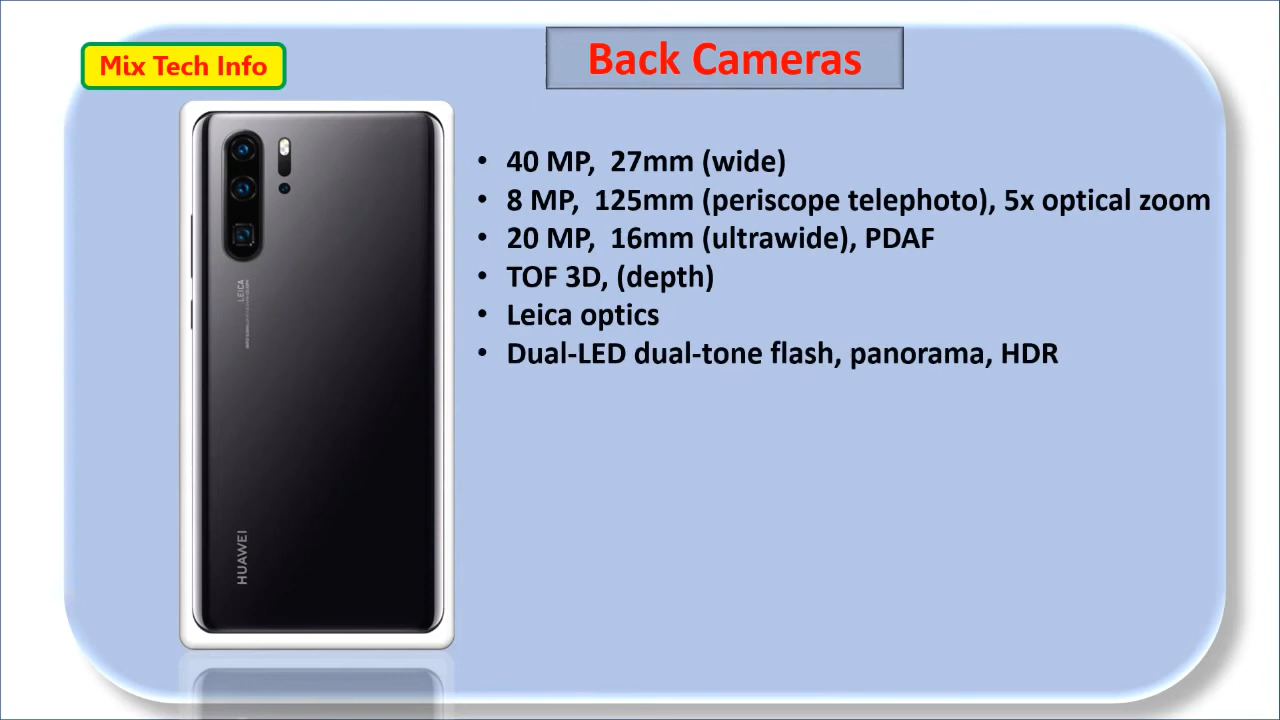 Mix Tech Info
Back Cameras
• 40 MP, 27mm (wide)
• 8 MP, 125mm (periscope telephoto), 5x optical zoom
• 20 MP, 16mm (ultrawide), PDAF
• TOF 3D, (depth)
• Leica optics
• Dual-LED dual-tone flash, panorama, HDR
LEICA
HUAWEI